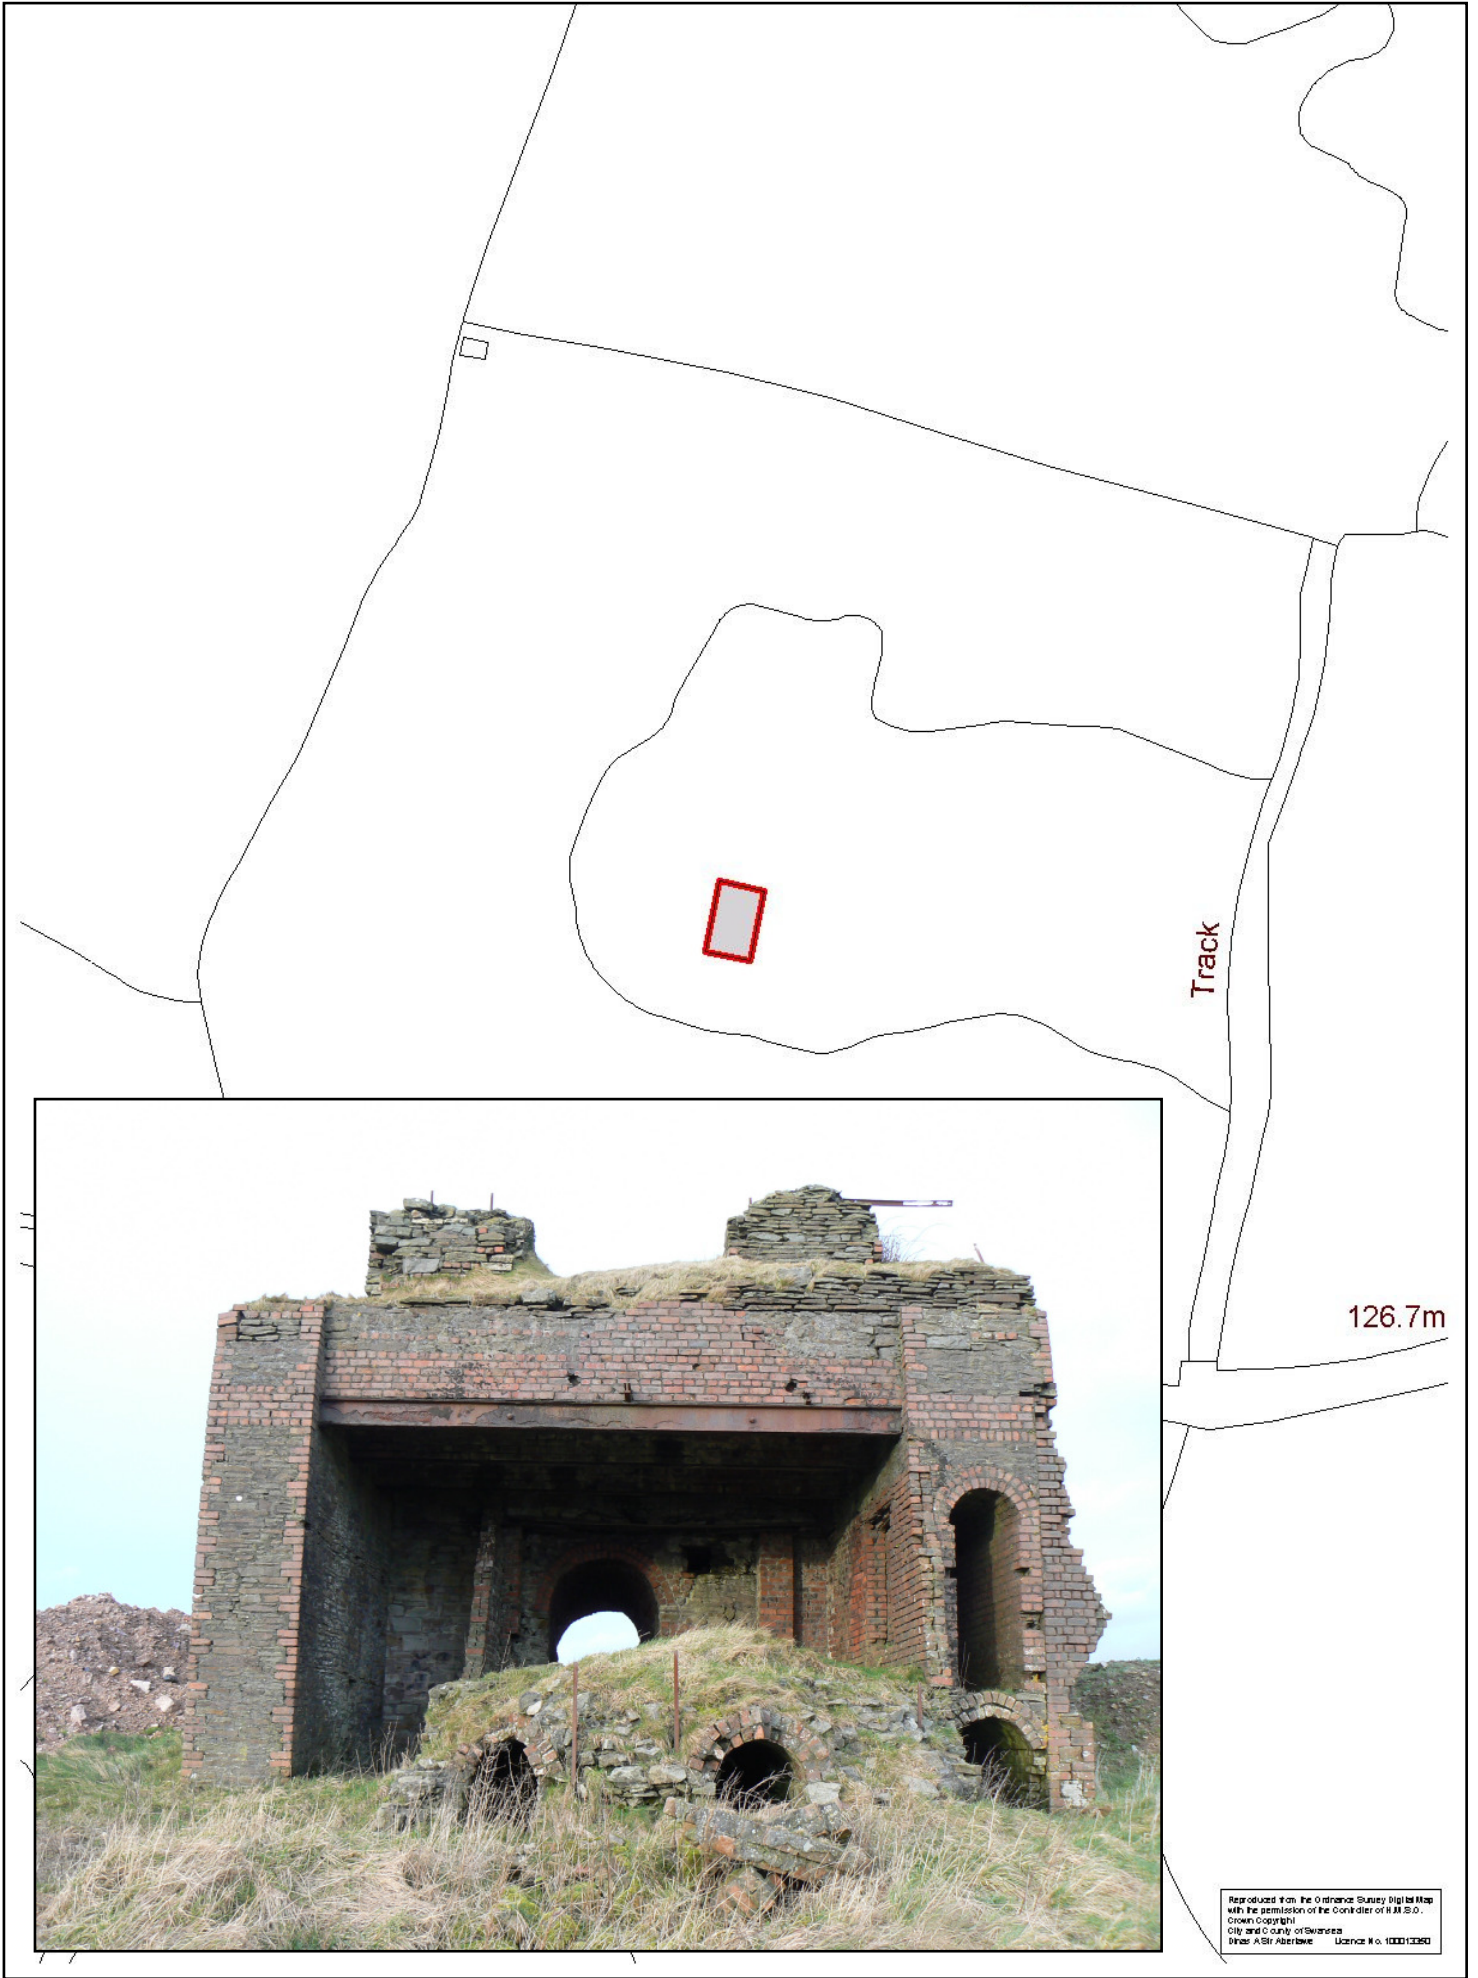 Track
126.7m
Reproduced from the Ordnance Survey Digital Map
with the permission of the Controller of H.M.S.O.
Crown Copyright
City and County of Swansea
Dinas A Sir Abertawe Licence No. 100013350